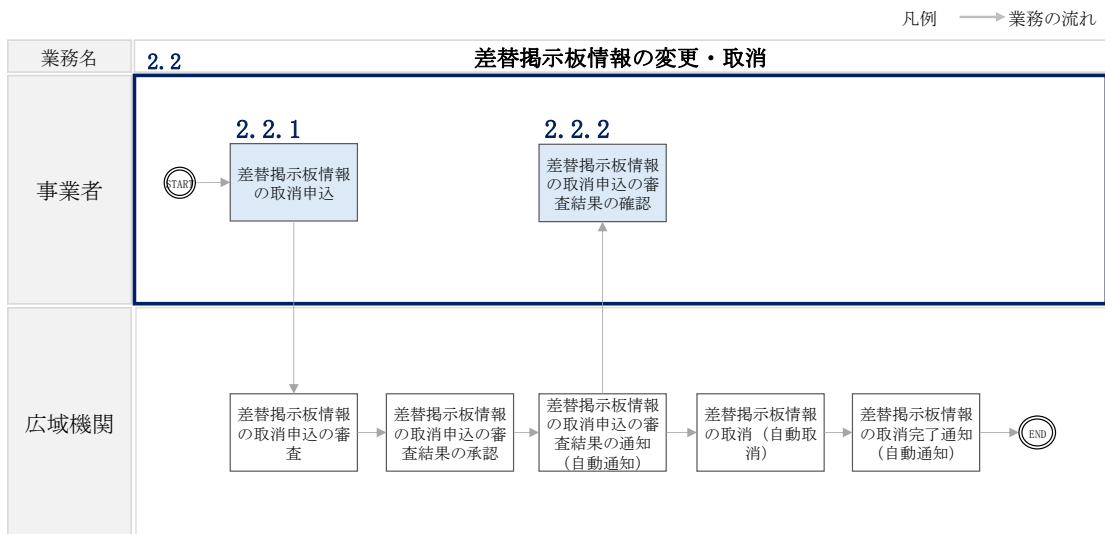 凡例 業務の流れ
業務名
2.2 差替掲示板情報の変更・取消
事業者
START
2.2.1
差替掲示板情報
の取消申込
2.2.2
差替掲示板情報
の取消申込の審
査結果の確認
広域機関
差替掲示板情報
の取消申込の審
査
差替掲示板情報
の取消申込の審
査結果の承認
差替掲示板情報
の取消申込の審
査結果の通知
(自動通知)
差替掲示板情報
の取消（自動取
消）
差替掲示板情報
の取消完了通知
(自動通知)
END